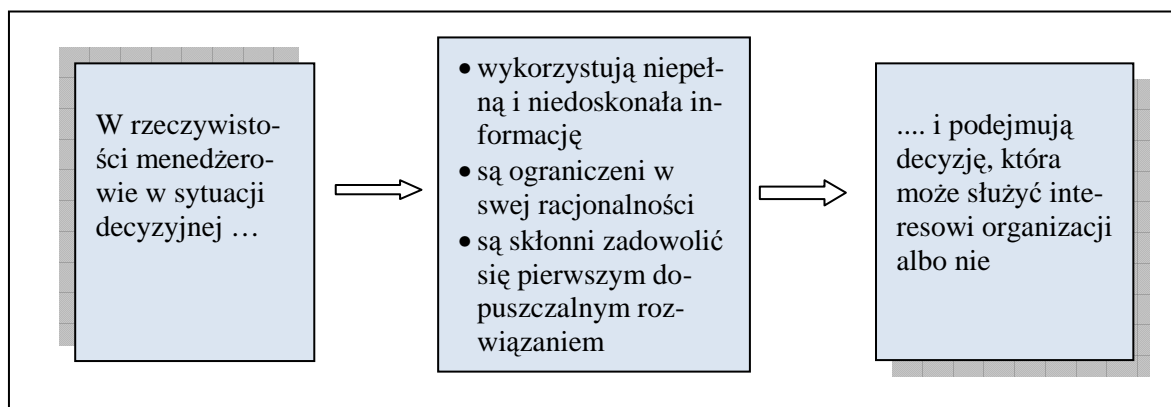 W rzeczywisto-
ści menedżero-
wie w sytuacji
decyzyjnej …
• wykorzystują niepeł-
ną i niedoskonała in-
formację
• są ograniczeni w
swej racjonalności
• są skłonni zadowolić
się pierwszym do-
puszczalnym roz-
wiązaniem
.... i podejmują
decyzję, która
może służyć inte-
resowi organizacji
albo nie